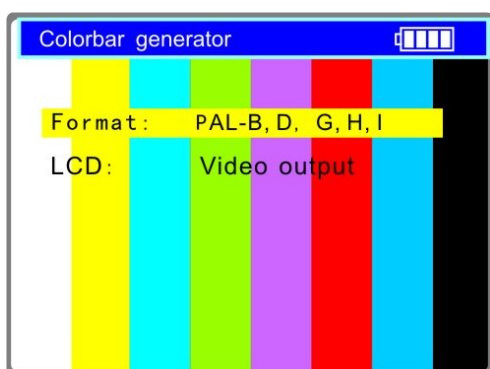 Colorbar generator
Format: PAL-B, D, G, H, I
LCD: Video output